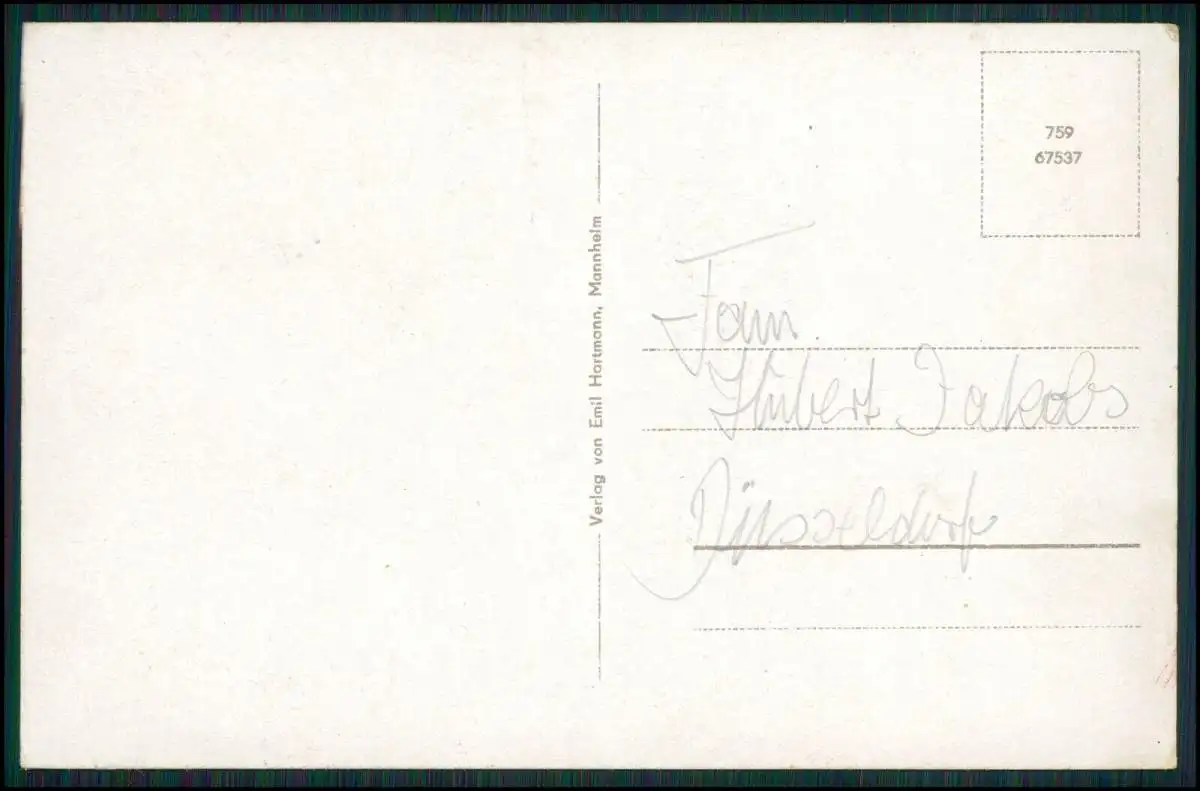 759
67537
Verlag von Emil Hartmann, Mannheim
Fam.
Hubert Jakobs
Düsseldorf